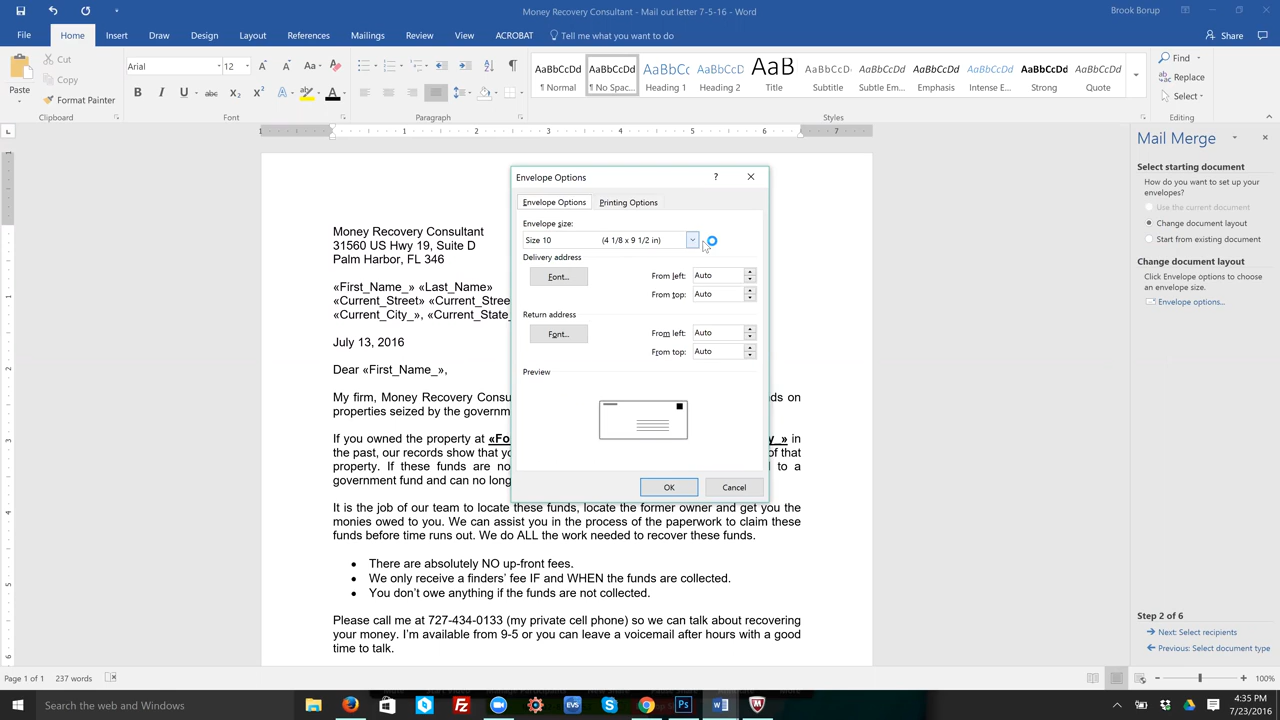 Money Recovery Consultant - Mail out letter 7-5-16 - Word
Brook Borup
File Home Insert Draw Design Layout References Mailings Review View ACROBAT Tell me what you want to do Share
Paste
Cut
Copy
Format Painter
Clipboard
Arial 12
Font
Paragraph
AaBbCcDd AaBbCcDd AaBbCc AaBbCcD AaB AaBbCcD AaBbCcDd AaBbCcDd AaBbCcDd AaBbCcDd AaBbCcDd
¶ Normal ¶ No Spac... Heading 1 Heading 2 Title Subtitle Subtle Em... Emphasis Intense E... Strong Quote
Styles
Find
Replace
Select
Editing
1 1 2 3 4 5 6 7
Money Recovery Consultant
31560 US Hwy 19, Suite D
Palm Harbor, FL 346
«First_Name_» «Last_Name»
«Current_Street» «Current_Stree
«Current_City_», «Current_State_
July 13, 2016
Dear «First_Name_»,
My firm, Money Recovery Consu ds on
properties seized by the governm
If you owned the property at «Fo y_» in
the past, our records show that yo of that
property. If these funds are no to a
government fund and can no long
It is the job of our team to locate these funds, locate the former owner and get you the
monies owed to you. We can assist you in the process of the paperwork to claim these
funds before time runs out. We do ALL the work needed to recover these funds.
• There are absolutely NO up-front fees.
• We only receive a finders’ fee IF and WHEN the funds are collected.
• You don’t owe anything if the funds are not collected.
Please call me at 727-434-0133 (my private cell phone) so we can talk about recovering
your money. I’m available from 9-5 or you can leave a voicemail after hours with a good
time to talk.
Envelope Options
?
Envelope Options Printing Options
Envelope size:
Size 10 (4 1/8 x 9 1/2 in)
Delivery address
Font...
From left: Auto
From top: Auto
Return address
Font...
From left: Auto
From top: Auto
Preview
OK Cancel
Mail Merge
Select starting document
How do you want to set up your
envelopes?
Use the current document
Change document layout
Start from existing document
Change document layout
Click Envelope options to choose
an envelope size.
Envelope options...
Step 2 of 6
Next: Select recipients
Previous: Select document type
Page 1 of 1 237 words
100%
Search the web and Windows
4:35 PM
7/23/2016